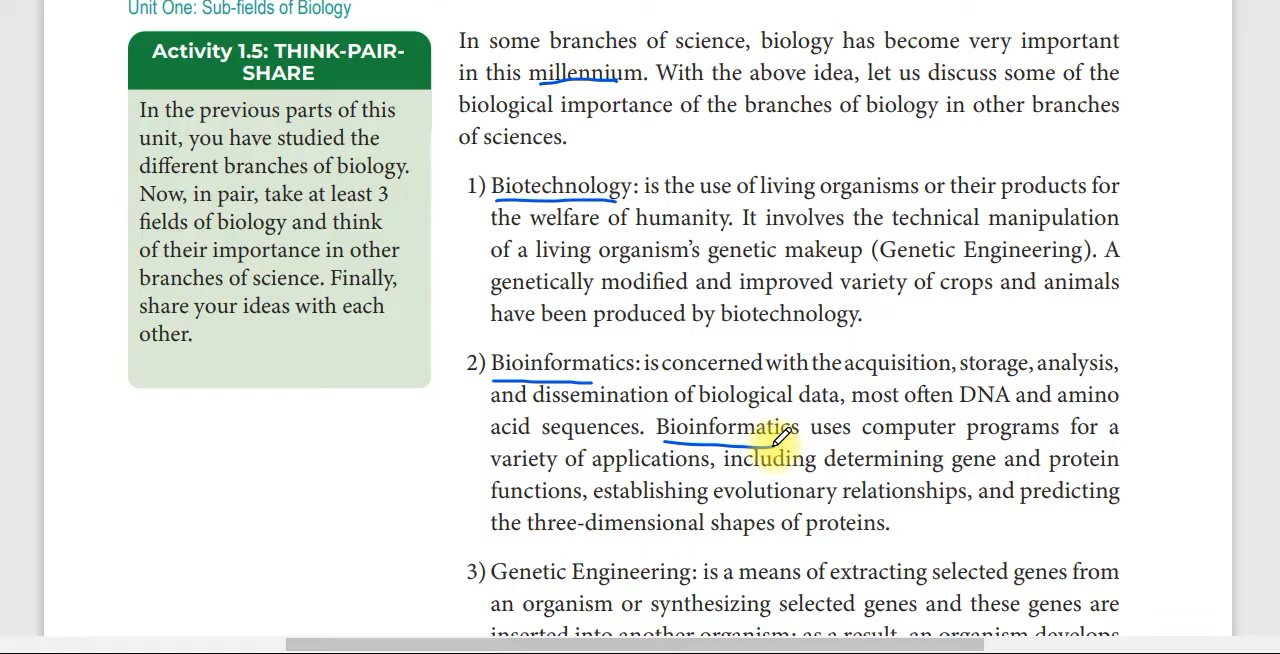 Unit One: Sub-fields of Biology
Activity 1.5: THINK-PAIR-
SHARE
In the previous parts of this
unit, you have studied the
different branches of biology.
Now, in pair, take at least 3
fields of biology and think
of their importance in other
branches of science. Finally,
share your ideas with each
other.
In some branches of science, biology has become very important
in this millennium. With the above idea, let us discuss some of the
biological importance of the branches of biology in other branches
of sciences.
1) Biotechnology: is the use of living organisms or their products for
the welfare of humanity. It involves the technical manipulation
of a living organism's genetic makeup (Genetic Engineering). A
genetically modified and improved variety of crops and animals
have been produced by biotechnology.
2) Bioinformatics: is concerned with the acquisition, storage, analysis,
and dissemination of biological data, most often DNA and amino
acid sequences. Bioinformatics uses computer programs for a
variety of applications, including determining gene and protein
functions, establishing evolutionary relationships, and predicting
the three-dimensional shapes of proteins.
3) Genetic Engineering: is a means of extracting selected genes from
an organism or synthesizing selected genes and these genes are
inserted into another organism; as a result, an organism develops